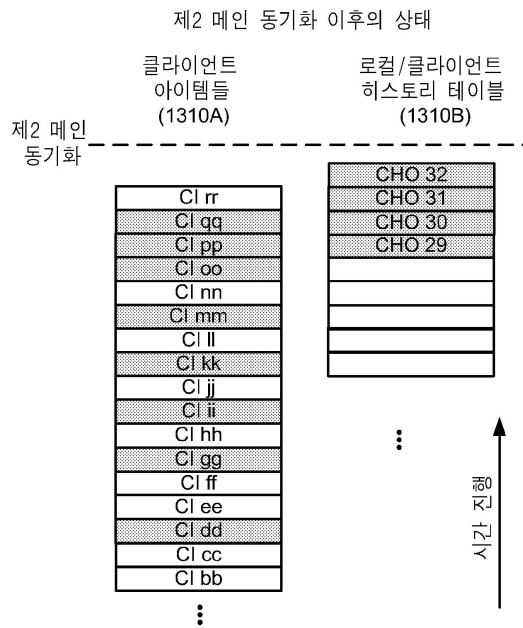 제2 메인 동기화 이후의 상태
클라이언트
아이템들
(1310A)
로컬/클라이언트
히스토리 테이블
(1310B)
제2 메인
동기화
CI rr
CI qq
CI pp
CI oo
CI nn
CI mm
CI ll
CI kk
CI jj
CI ii
CI hh
CI gg
CI ff
CI ee
CI dd
CI cc
CI bb
CHO 32
CHO 31
CHO 30
CHO 29
시간 진행